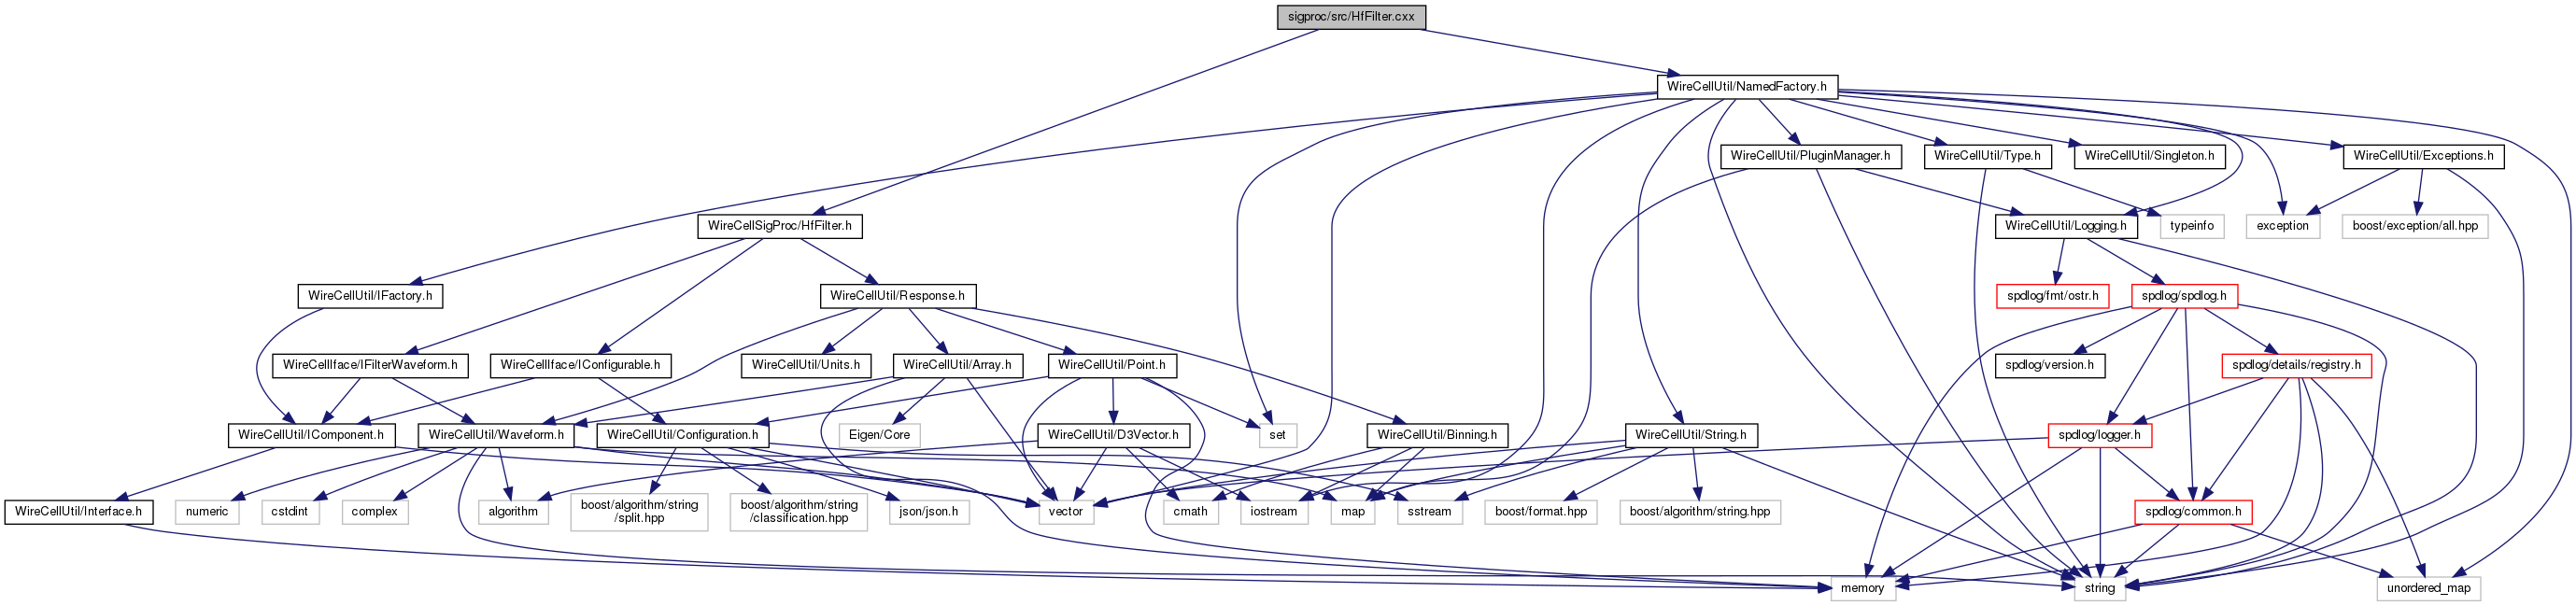 sigproc/src/HfFilter.cxx
WireCellUtil/NamedFactory.h
WireCellUtil/PluginManager.h
WireCellUtil/Type.h
WireCellUtil/Singleton.h
WireCellUtil/Exceptions.h
WireCellSigProc/HfFilter.h
WireCellUtil/Logging.h
typeinfo
exception
boost/exception/all.hpp
WireCellUtil/IFactory.h
WireCellUtil/Response.h
spdlog/fmt/ostr.h
spdlog/spdlog.h
WireCellIface/IFilterWaveform.h
WireCellIface/IConfigurable.h
WireCellUtil/Units.h
WireCellUtil/Array.h
WireCellUtil/Point.h
spdlog/version.h
spdlog/details/registry.h
WireCellUtil/IComponent.h
WireCellUtil/Waveform.h
WireCellUtil/Configuration.h
Eigen/Core
WireCellUtil/D3Vector.h
set
WireCellUtil/Binning.h
WireCellUtil/String.h
spdlog/logger.h
WireCellUtil/Interface.h
numeric
cstdint
complex
algorithm
boost/algorithm/string
/split.hpp
boost/algorithm/string
/classification.hpp
json/json.h
vector
cmath
iostream
map
sstream
boost/format.hpp
boost/algorithm/string.hpp
spdlog/common.h
memory
string
unordered_map